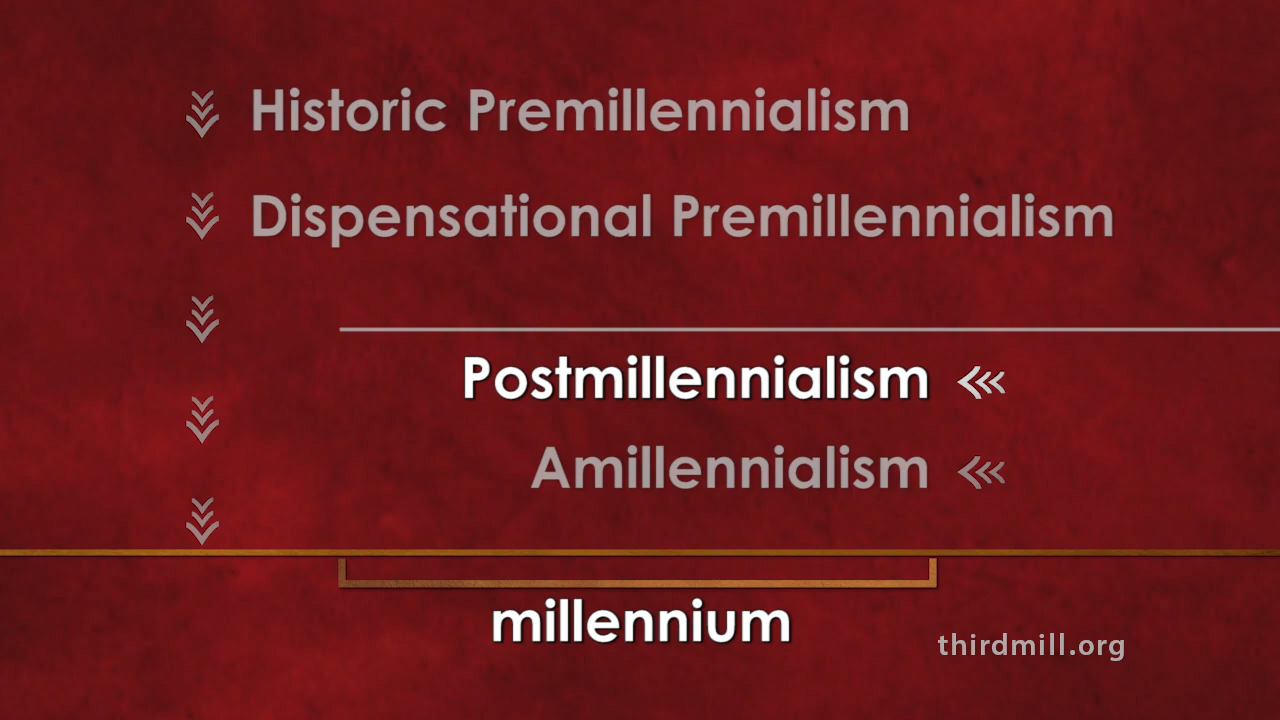 Historic Premillennialism
Dispensational Premillennialism
Postmillennialism
Amillennialism
millennium
thirdmill.org